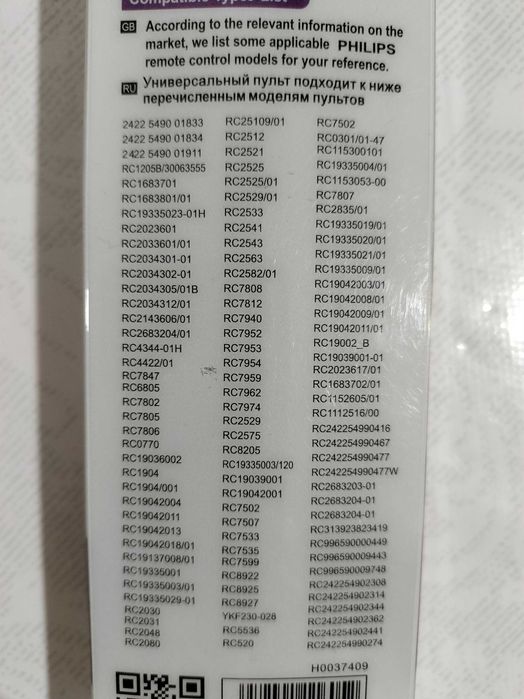 Compatible Types List
GB According to the relevant information on the
market, we list some applicable PHILIPS
remote control models for your reference.
RU Универсальный пульт подходит к ниже
перечисленным моделям пультов
2422 5490 01833
2422 5490 01834
2422 5490 01911
RC1205B/30063555
RC1683701
RC1683801/01
RC19335023-01H
RC2023601
RC2033601/01
RC2034301-01
RC2034302-01
RC2034305/01B
RC2034312/01
RC2143606/01
RC2683204/01
RC4344-01H
RC4422/01
RC7847
RC6805
RC7802
RC7805
RC7806
RC0770
RC19036002
RC1904
RC1904/001
RC19042004
RC19042011
RC19042013
RC19042018/01
RC19137008/01
RC19335001
RC19335003/01
RC19335029-01
RC2030
RC2031
RC2048
RC2080
RC25109/01
RC2512
RC2521
RC2525
RC2525/01
RC2529/01
RC2533
RC2541
RC2543
RC2563
RC2582/01
RC7808
RC7812
RC7940
RC7952
RC7953
RC7954
RC7959
RC7962
RC7974
RC2529
RC2575
RC8205
RC19335003/120
RC19039001
RC19042001
RC7502
RC7507
RC7533
RC7535
RC7599
RC8922
RC8925
RC8927
YKF230-028
RC5536
RC520
RC7502
RC0301/01-47
RC115300101
RC19335004/01
RC1153053-00
RC7807
RC2835/01
RC19335019/01
RC19335020/01
RC19335021/01
RC19335009/01
RC19042003/01
RC19042008/01
RC19042009/01
RC19042011/01
RC19002_B
RC19039001-01
RC2023617/01
RC1683702/01
RC1152605/01
RC1112516/00
RC242254990416
RC242254990467
RC242254990477
RC242254990477W
RC2683203-01
RC2683204-01
RC2683204-01
RC313923823419
RC996590000449
RC996590009443
RC996590009748
RC242254902308
RC242254902314
RC242254902344
RC242254902362
RC242254902441
RC242254990274
H0037409